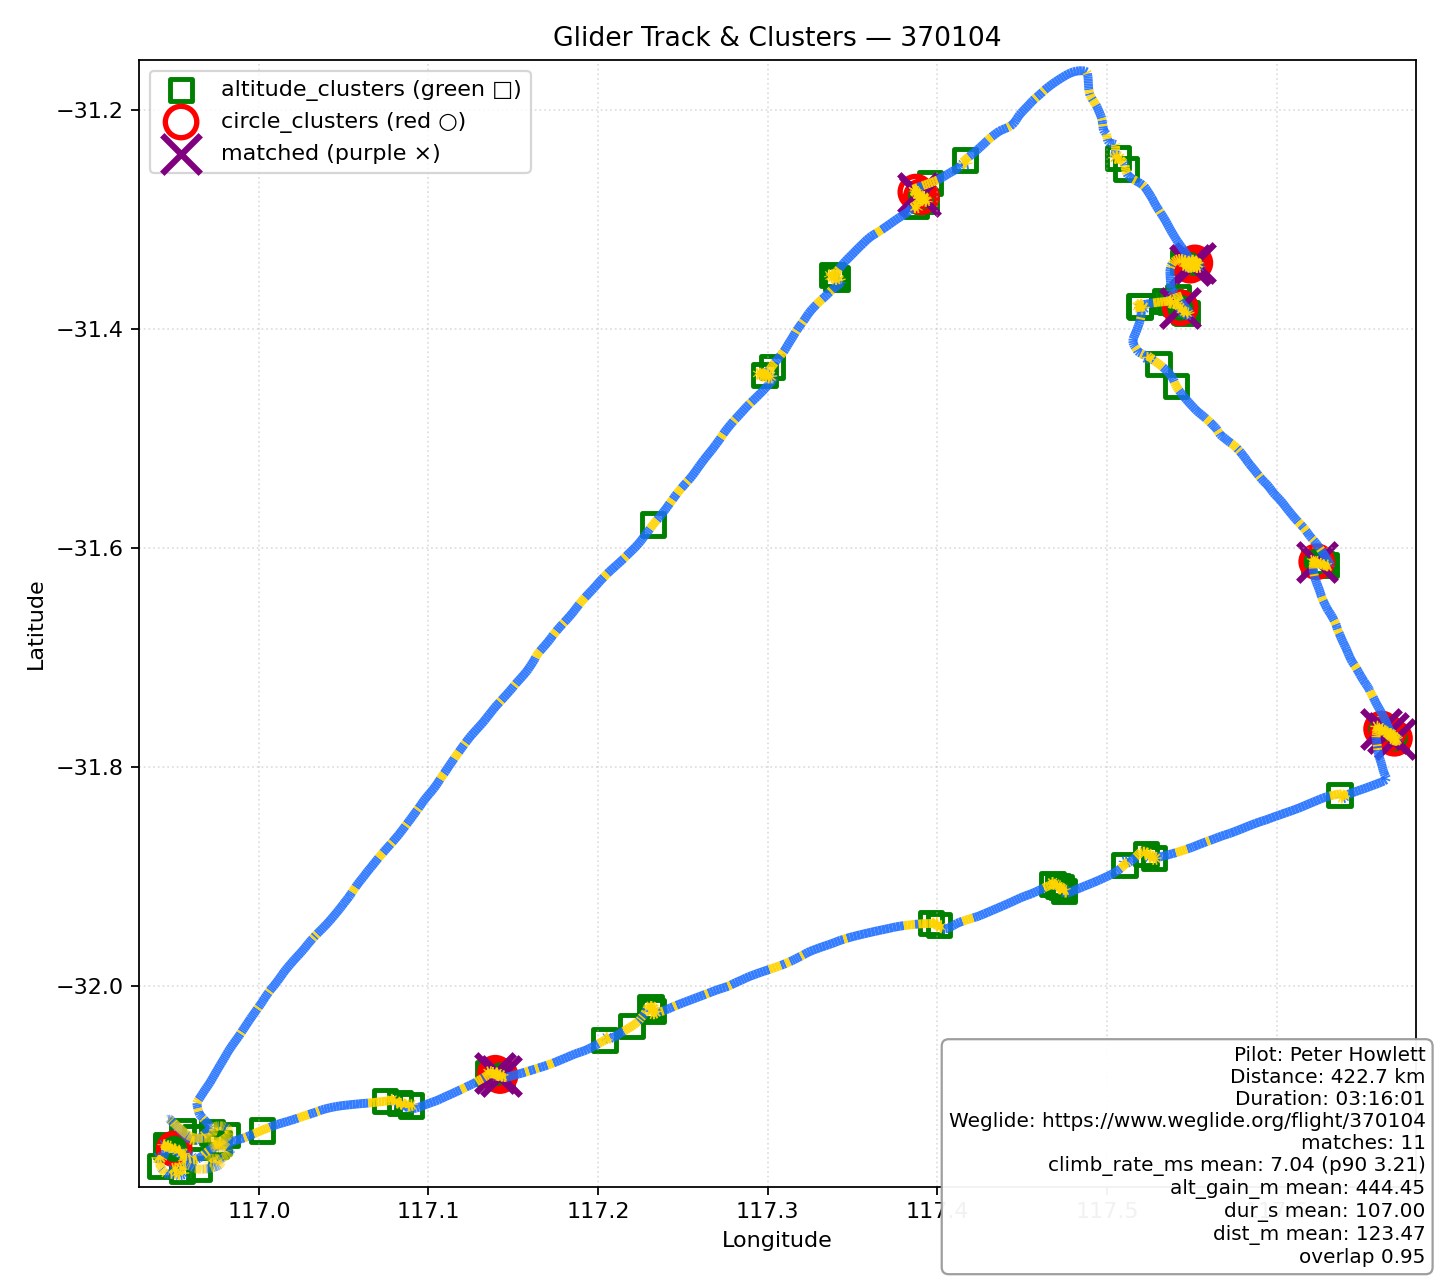 Glider Track & Clusters — 370104
altitude_clusters (green □)
circle_clusters (red ○)
matched (purple ×)
−31.2
−31.4
−31.6
−31.8
−32.0
Latitude
117.0
117.1
117.2
117.3
117.4
117.5
Longitude
Pilot: Peter Howlett
Distance: 422.7 km
Duration: 03:16:01
Weglide: https://www.weglide.org/flight/370104
matches: 11
climb_rate_ms mean: 7.04 (p90 3.21)
alt_gain_m mean: 444.45
dur_s mean: 107.00
dist_m mean: 123.47
overlap 0.95